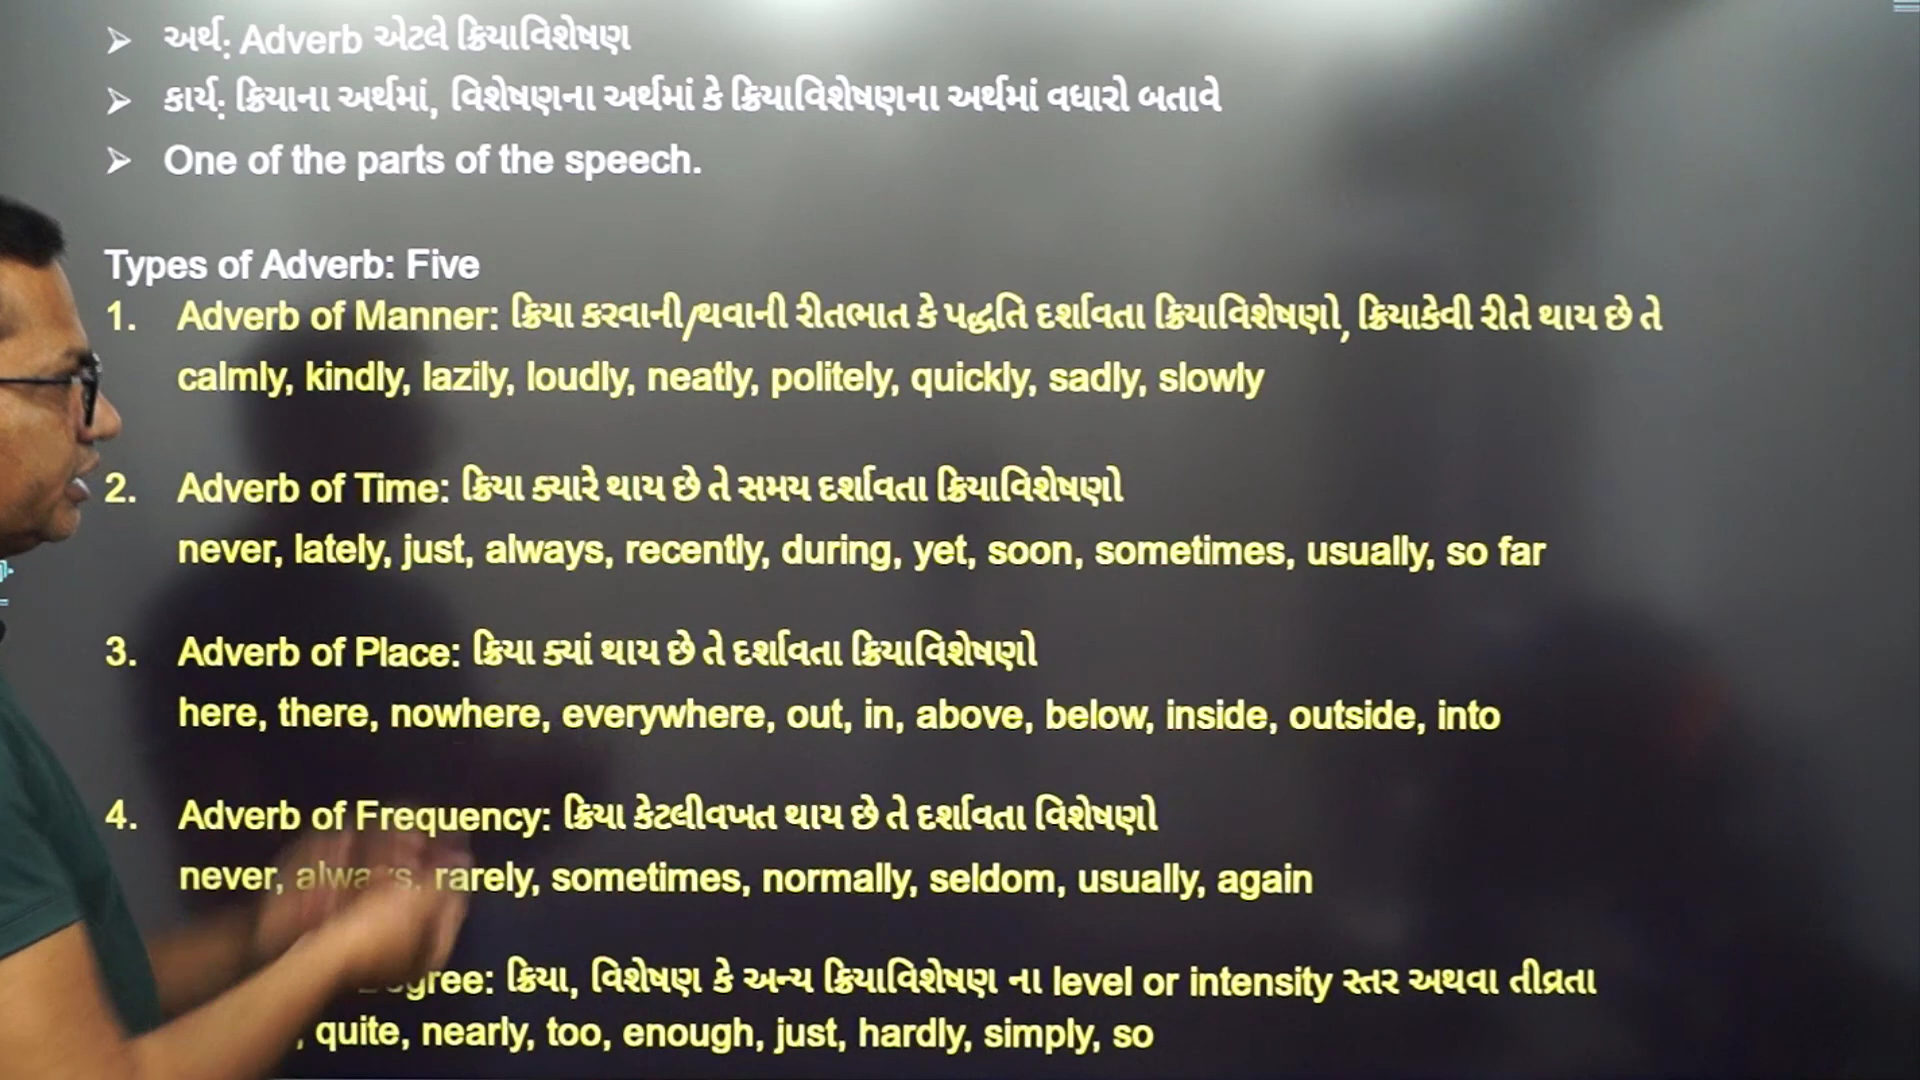 ➢ અર્થ: Adverb એટલે ક્રિયાવિશેષણ
➢ કાર્ય: ક્રિયાના અર્થમાં, વિશેષણના અર્થમાં કે ક્રિયાવિશેષણના અર્થમાં વધારો બતાવે
➢ One of the parts of the speech.
Types of Adverb: Five
1. Adverb of Manner: ક્રિયા કરવાની/થવાની રીતભાત કે પદ્ધતિ દર્શાવતા ક્રિયાવિશેષણો, ક્રિયાકેવી રીતે થાય છે તે
calmly, kindly, lazily, loudly, neatly, politely, quickly, sadly, slowly
2. Adverb of Time: ક્રિયા ક્યારે થાય છે તે સમય દર્શાવતા ક્રિયાવિશેષણો
never, lately, just, always, recently, during, yet, soon, sometimes, usually, so far
3. Adverb of Place: ક્રિયા ક્યાં થાય છે તે દર્શાવતા ક્રિયાવિશેષણો
here, there, nowhere, everywhere, out, in, above, below, inside, outside, into
4. Adverb of Frequency: ક્રિયા કેટલીવખત થાય છે તે દર્શાવતા વિશેષણો
never, always, rarely, sometimes, normally, seldom, usually, again
ક્રિયા, વિશેષણ કે અન્ય ક્રિયાવિશેષણ ના level or intensity સ્તર અથવા તીવ્રતા
, quite, nearly, too, enough, just, hardly, simply, so